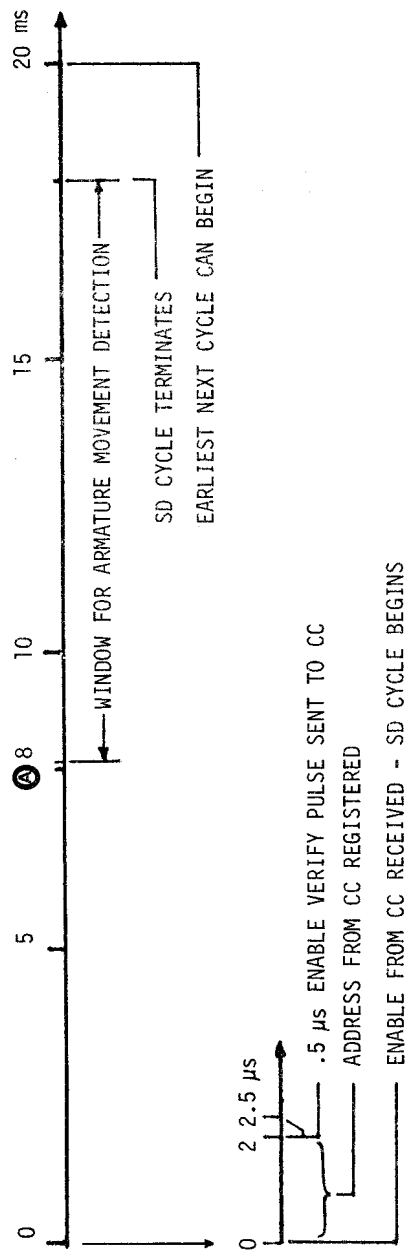 0 5 Ⓐ 8 10 15 20 ms
WINDOW FOR ARMATURE MOVEMENT DETECTION
SD CYCLE TERMINATES
EARLIEST NEXT CYCLE CAN BEGIN
0 2 2.5 µs
.5 µs ENABLE VERIFY PULSE SENT TO CC
ADDRESS FROM CC REGISTERED
ENABLE FROM CC RECEIVED - SD CYCLE BEGINS